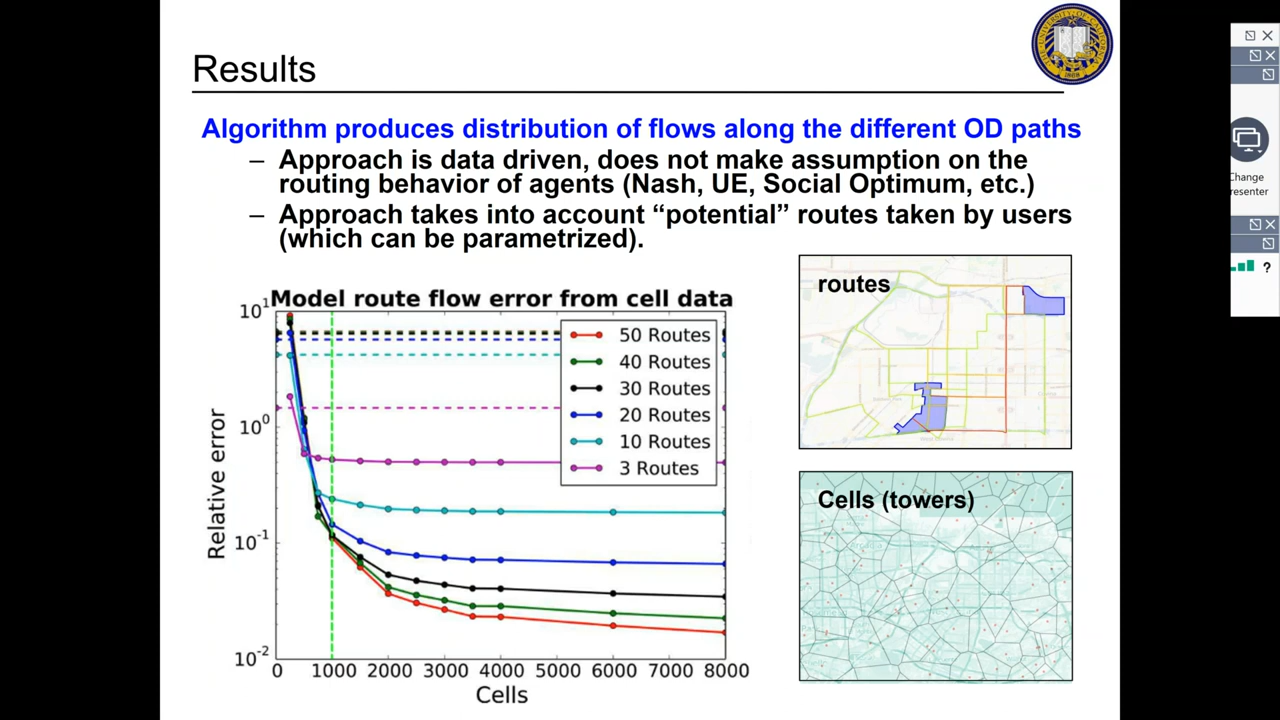 Results
Algorithm produces distribution of flows along the different OD paths
– Approach is data driven, does not make assumption on the
routing behavior of agents (Nash, UE, Social Optimum, etc.)
– Approach takes into account “potential” routes taken by users
(which can be parametrized).
Model route flow error from cell data
10^1
10^0
10^-1
10^-2
Relative error
50 Routes
40 Routes
30 Routes
20 Routes
10 Routes
3 Routes
0 1000 2000 3000 4000 5000 6000 7000 8000
Cells
routes
Cells (towers)
Change
resenter
?